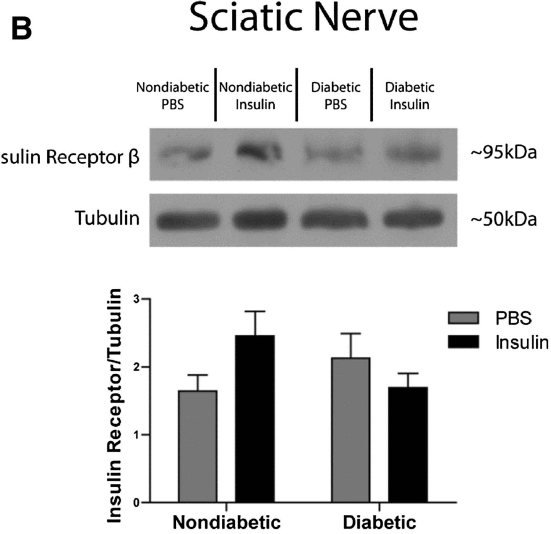 B
Sciatic Nerve
Nondiabetic PBS
Nondiabetic Insulin
Diabetic PBS
Diabetic Insulin
sulin Receptor β
~95kDa
Tubulin
~50kDa
Insulin Receptor/Tubulin
3
2
1
0
PBS
Insulin
Nondiabetic
Diabetic